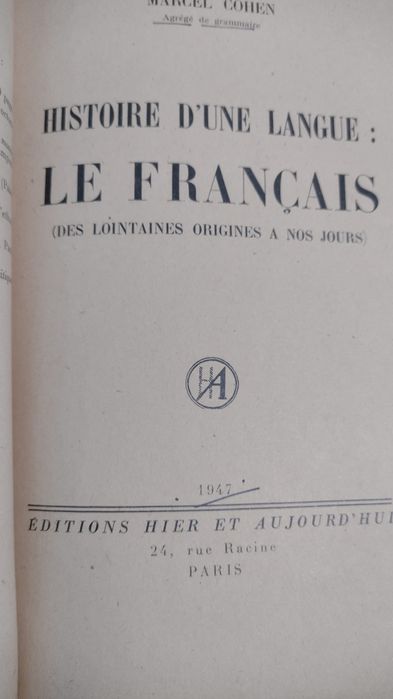 MARCEL COHEN
Agrégé de grammaire
HISTOIRE D'UNE LANGUE :
LE FRANÇAIS
(DES LOINTAINES ORIGINES A NOS JOURS)
HA
1947
ÉDITIONS HIER ET AUJOURD'HUI
24, rue Racine
PARIS